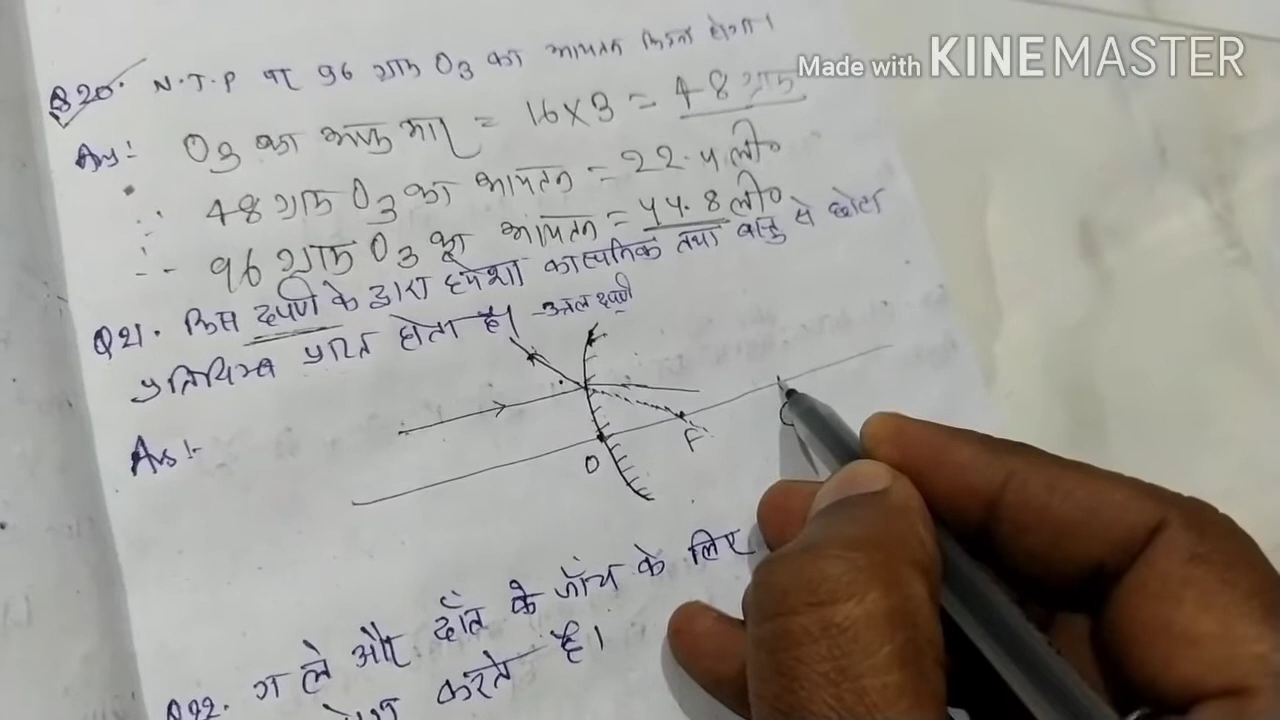 Made with KINEMASTER
Q20. N.T.P पर 96 ग्राम O3 का आयतन कितना होगा।
Ans:- O3 का अणुभार = 16×3 = 48 ग्राम
∴ 48 ग्राम O3 का आयतन = 22.4 ली०
∴ 96 ग्राम O3 का आयतन = 44.8 ली०
Q21. किस दर्पण के द्वारा हमेशा काल्पनिक तथा वस्तु से छोटा
प्रतिबिम्ब प्राप्त होता है। - उत्तल दर्पण
Ans:-
O
F
Q22. गले और दाँत के जाँच के लिए
करते है।